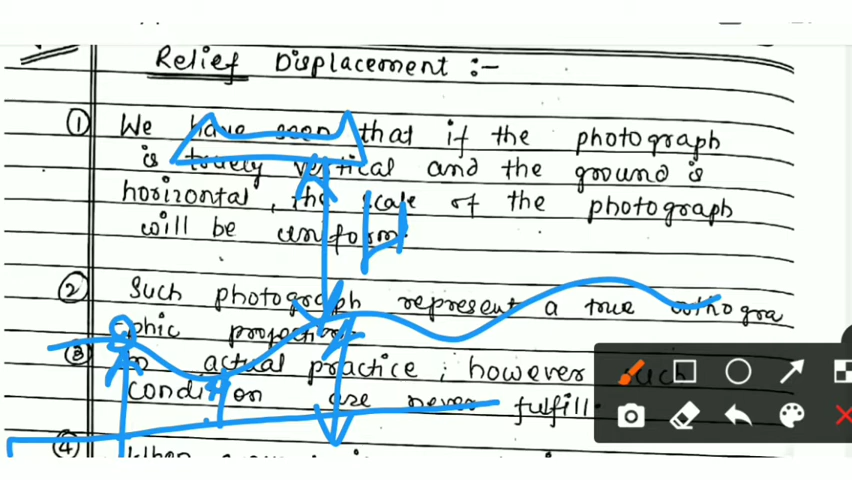 Relief Displacement :-
① We have seen that if the photograph
is truely vertical and the ground is
horizontal, the scale of the photograph
will be uniform.
② Such photograph represent a true orthogra
phic projection.
③ In actual practice ; however such
condition are never fulfill.
④ When